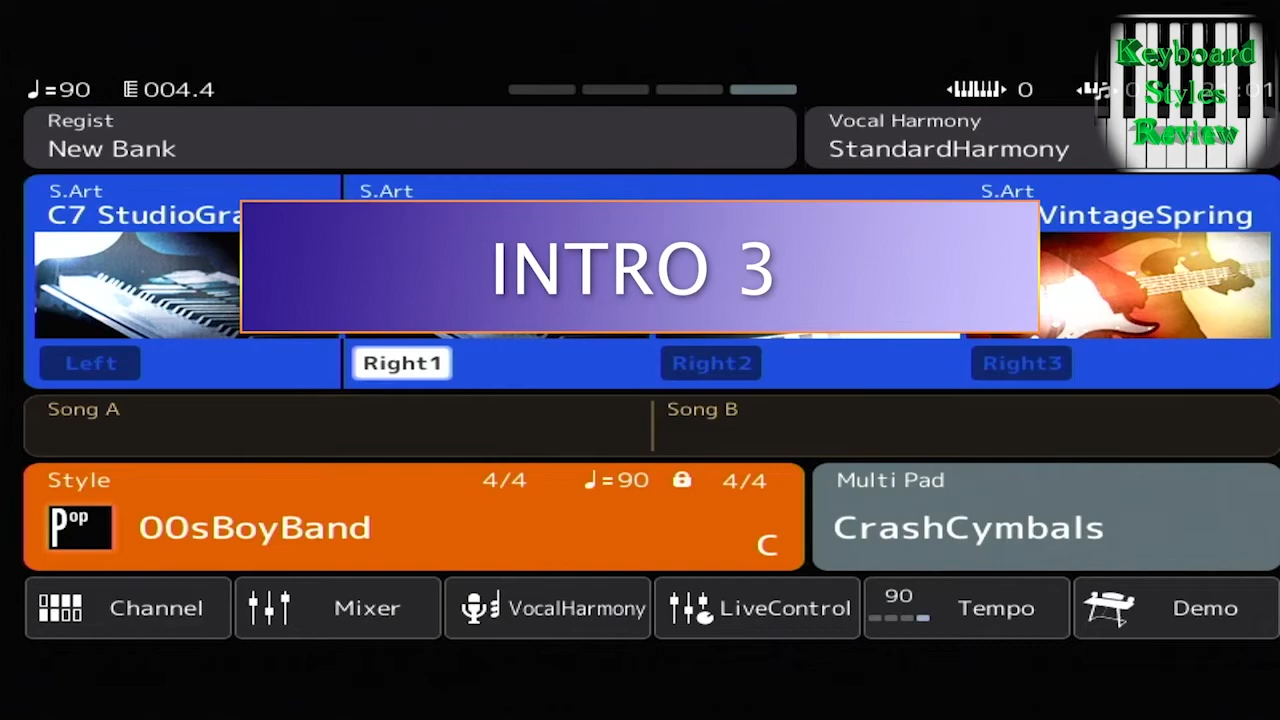 ♩=90 004.4
0
Keyboard
Styles
Review
Regist
New Bank
Vocal Harmony
StandardHarmony
S.Art
S.Art
S.Art
C7 StudioGra
VintageSpring
INTRO 3
Left
Right1
Right2
Right3
Song A
Song B
Style 4/4 ♩=90 4/4
Pop
00sBoyBand
C
Multi Pad
CrashCymbals
Channel
Mixer
VocalHarmony
LiveControl
90
Tempo
Demo